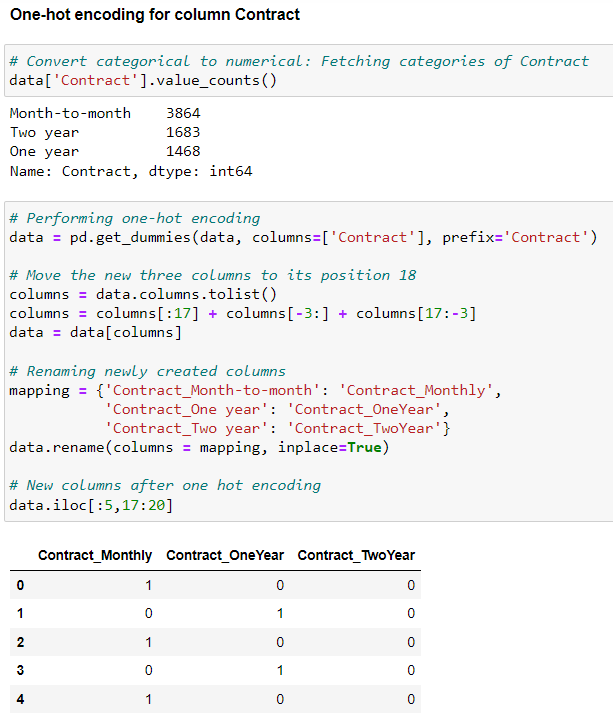 One-hot encoding for column Contract
# Convert categorical to numerical: Fetching categories of Contract
data['Contract'].value_counts()
Month-to-month    3864
Two year          1683
One year          1468
Name: Contract, dtype: int64
# Performing one-hot encoding
data = pd.get_dummies(data, columns=['Contract'], prefix='Contract')
# Move the new three columns to its position 18
columns = data.columns.tolist()
columns = columns[:17] + columns[-3:] + columns[17:-3]
data = data[columns]
# Renaming newly created columns
mapping = {'Contract_Month-to-month': 'Contract_Monthly',
           'Contract_One year': 'Contract_OneYear',
           'Contract_Two year': 'Contract_TwoYear'}
data.rename(columns = mapping, inplace=True)
# New columns after one hot encoding
data.iloc[:5,17:20]
Contract_Monthly Contract_OneYear Contract_TwoYear
0 1 0 0
1 0 1 0
2 1 0 0
3 0 1 0
4 1 0 0